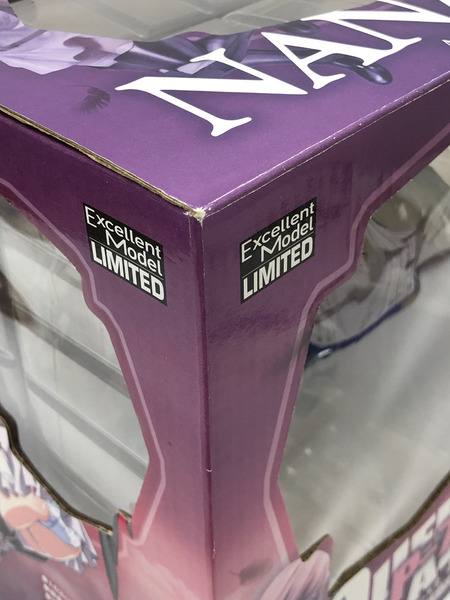 NAN
Excellent
Model
LIMITED
Excellent
Model
LIMITED